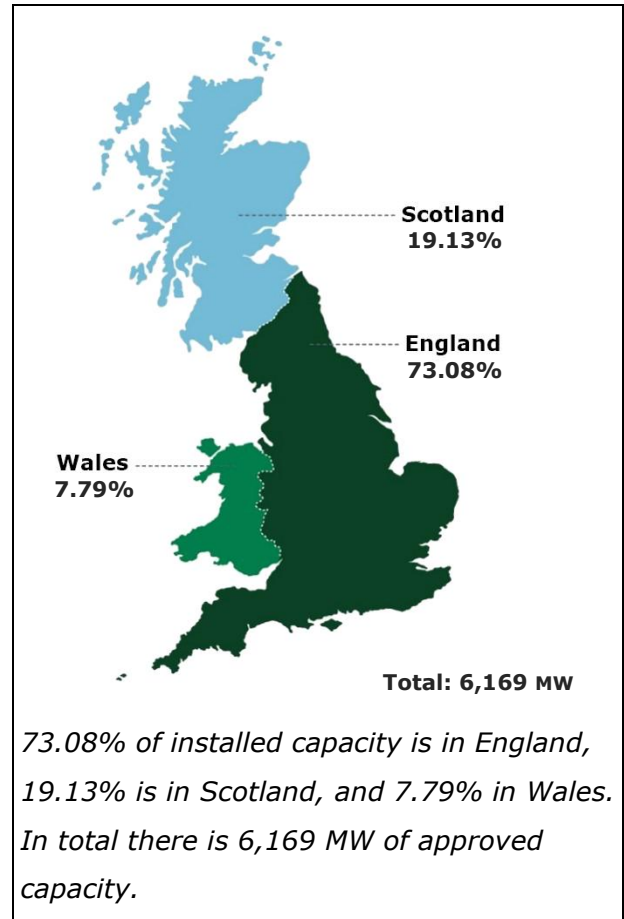 Scotland
19.13%
England
73.08%
Wales
7.79%
Total: 6,169 MW
73.08% of installed capacity is in England,
19.13% is in Scotland, and 7.79% in Wales.
In total there is 6,169 MW of approved
capacity.